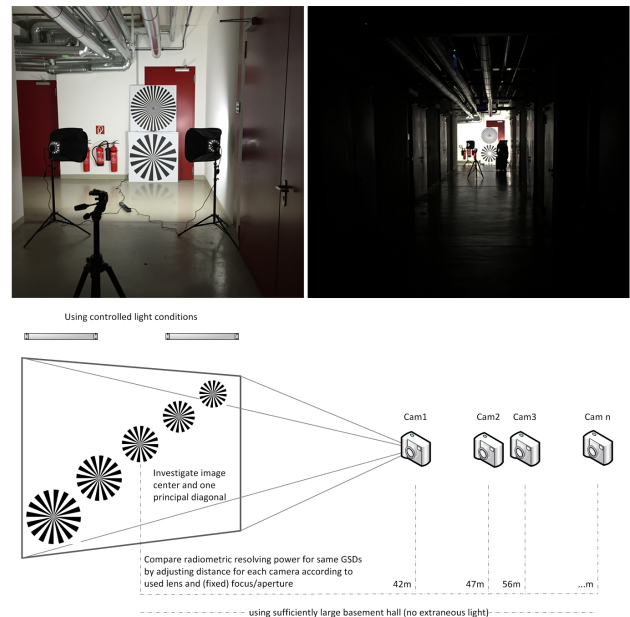 Using controlled light conditions
Cam1
Cam2
Cam3
Cam n
Investigate image
center and one
principal diagonal
Compare radiometric resolving power for same GSDs
by adjusting distance for each camera according to
used lens and (fixed) focus/aperture
42m
47m
56m
...m
using sufficiently large basement hall (no extraneous light)